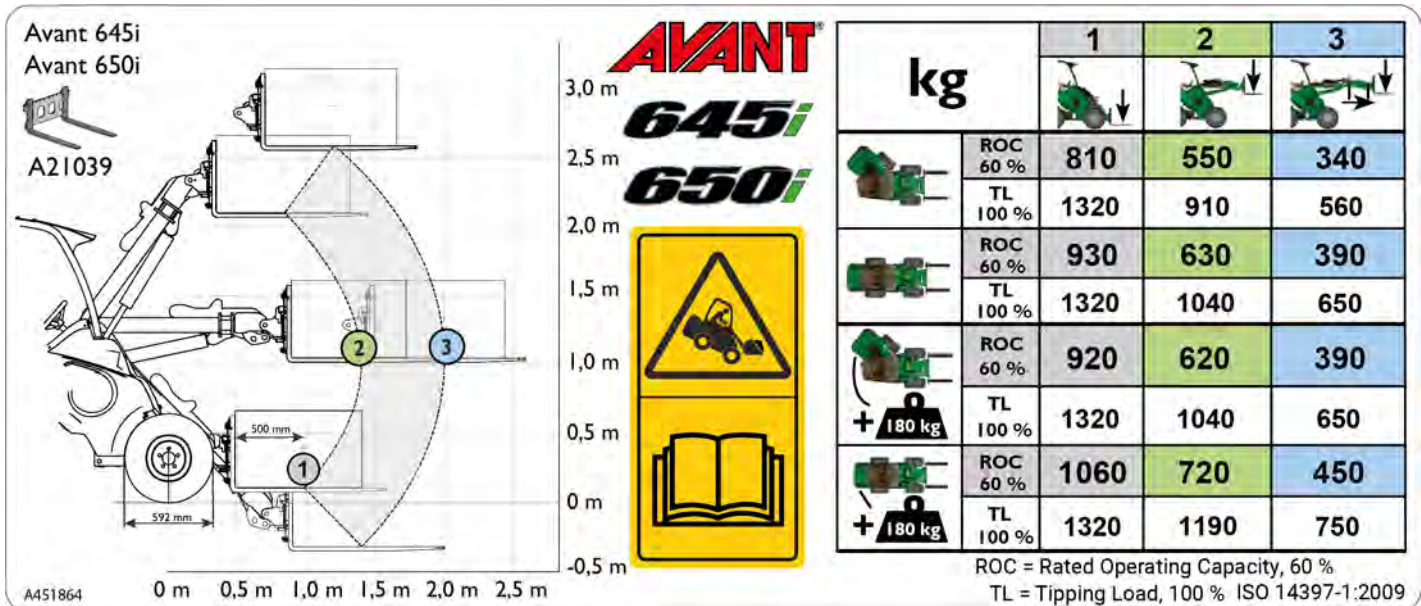 Avant 645i
Avant 650i
A21039
3,0 m
2,5 m
2,0 m
1,5 m
1,0 m
0,5 m
0 m
-0,5 m
2
3
500 mm
1
592 mm
0 m 0,5 m 1,0 m 1,5 m 2,0 m 2,5 m
A451864
AVANT®
645i
650i
kg 1 2 3
ROC 60 % 810 550 340
TL 100 % 1320 910 560
ROC 60 % 930 630 390
TL 100 % 1320 1040 650
ROC 60 % 920 620 390
+ 180 kg TL 100 % 1320 1040 650
ROC 60 % 1060 720 450
+ 180 kg TL 100 % 1320 1190 750
ROC = Rated Operating Capacity, 60 %
TL = Tipping Load, 100 % ISO 14397-1:2009